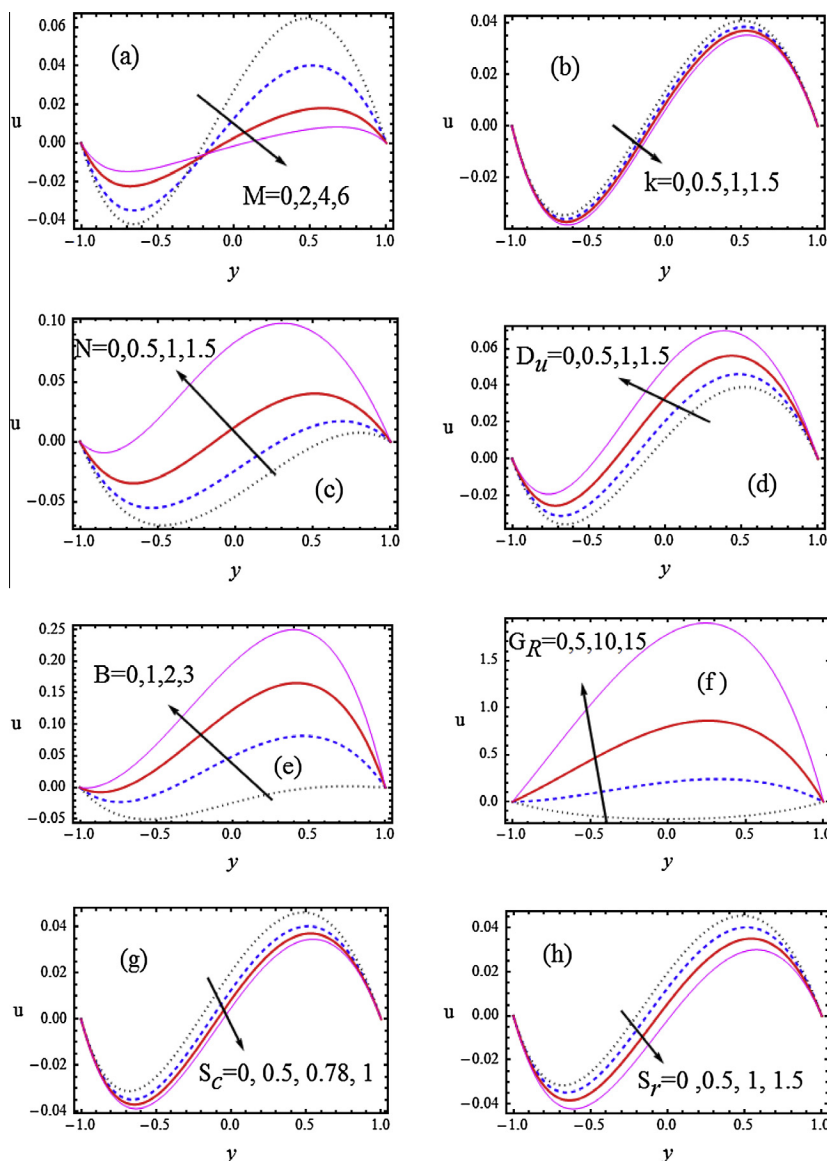 (a)
u
0.06
0.04
0.02
0.00
−0.02
−0.04
M=0,2,4,6
−1.0 −0.5 0.0 0.5 1.0
y
(b)
u
0.04
0.02
0.00
−0.02
k=0,0.5,1,1.5
−1.0 −0.5 0.0 0.5 1.0
y
N=0,0.5,1,1.5
u
0.10
0.05
0.00
−0.05
(c)
−1.0 −0.5 0.0 0.5 1.0
y
Du=0,0.5,1,1.5
u
0.06
0.04
0.02
0.00
−0.02
(d)
−1.0 −0.5 0.0 0.5 1.0
y
B=0,1,2,3
u
0.25
0.20
0.15
0.10
0.05
0.00
−0.05
(e)
−1.0 −0.5 0.0 0.5 1.0
y
GR=0,5,10,15
(f)
u
1.5
1.0
0.5
0.0
−1.0 −0.5 0.0 0.5 1.0
y
(g)
u
0.04
0.02
0.00
−0.02
−0.04
Sc=0, 0.5, 0.78, 1
−1.0 −0.5 0.0 0.5 1.0
y
(h)
u
0.04
0.02
0.00
−0.02
−0.04
Sr=0 ,0.5, 1, 1.5
−1.0 −0.5 0.0 0.5 1.0
y